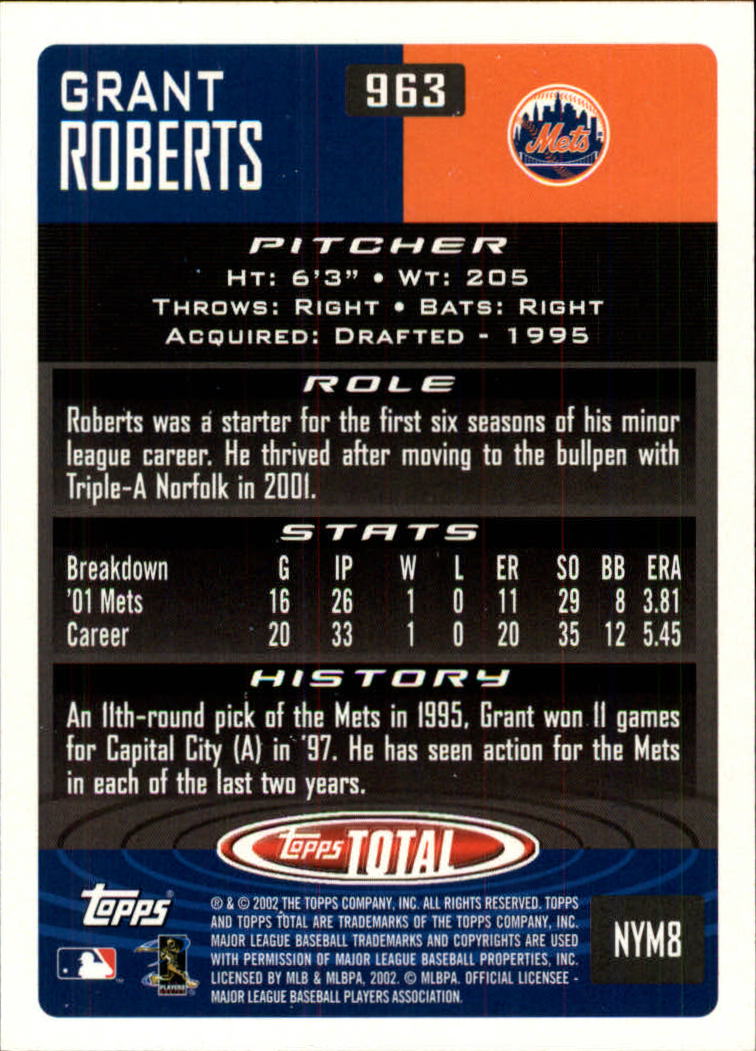 GRANT
ROBERTS
963
Mets
PITCHER
HT: 6'3" • WT: 205
THROWS: RIGHT • BATS: RIGHT
ACQUIRED: DRAFTED - 1995
ROLE
Roberts was a starter for the first six seasons of his minor
league career. He thrived after moving to the bullpen with
Triple-A Norfolk in 2001.
STATS
Breakdown G IP W L ER SO BB ERA
'01 Mets 16 26 1 0 11 29 8 3.81
Career 20 33 1 0 20 35 12 5.45
HISTORY
An 11th-round pick of the Mets in 1995, Grant won 11 games
for Capital City (A) in '97. He has seen action for the Mets
in each of the last two years.
Topps TOTAL
Topps®
® & © 2002 THE TOPPS COMPANY, INC. ALL RIGHTS RESERVED. TOPPS
AND TOPPS TOTAL ARE TRADEMARKS OF THE TOPPS COMPANY, INC.
MAJOR LEAGUE BASEBALL TRADEMARKS AND COPYRIGHTS ARE USED
WITH PERMISSION OF MAJOR LEAGUE BASEBALL PROPERTIES, INC.
LICENSED BY MLB & MLBPA, 2002. © MLBPA. OFFICIAL LICENSEE -
MAJOR LEAGUE BASEBALL PLAYERS ASSOCIATION.
PLAYERS
NYM8